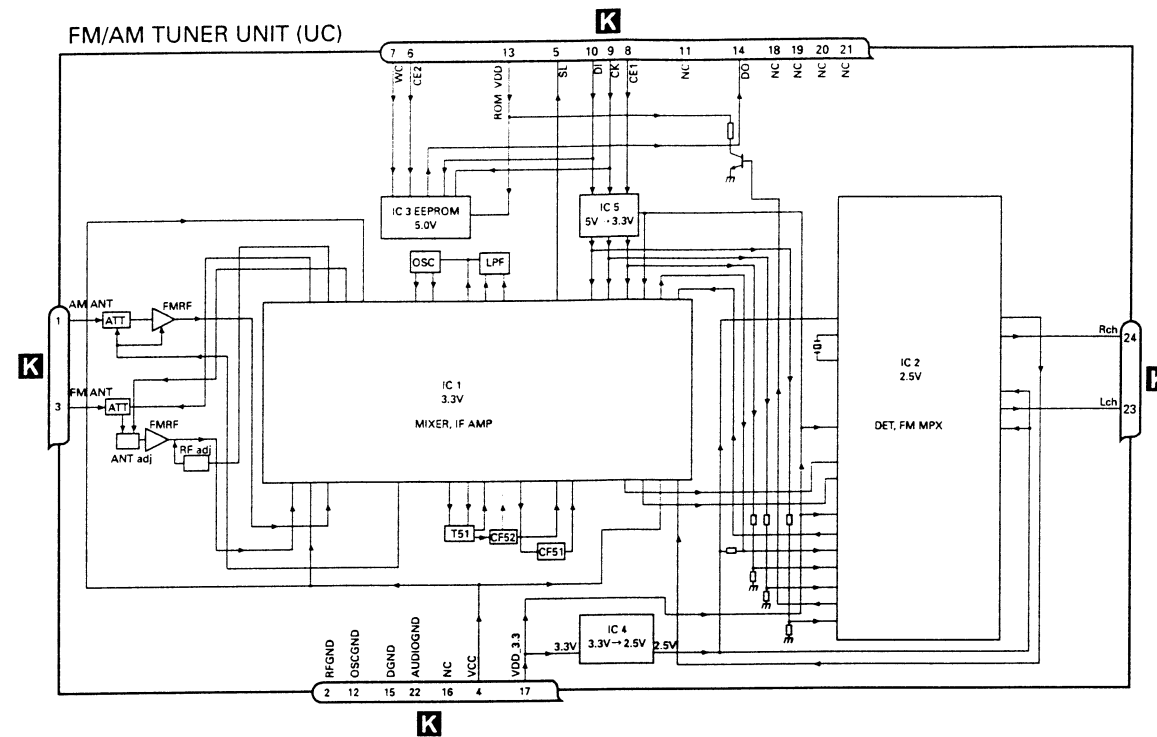 FM/AM TUNER UNIT (UC)
K
7 6 13 5 10 9 8 11 14 18 19 20 21
WC
CE2
ROM VDD
SL
DI
CK
CE1
NC
DO
NC
NC
NC
NC
IC 3 EEPROM
5.0V
IC 5
5V → 3.3V
OSC
LPF
K
1
AM ANT
ATT
FMRF
3
FM ANT
ATT
FMRF
ANT adj
RF adj
IC 1
3.3V
MIXER, IF AMP
IC 2
2.5V
DET, FM MPX
Rch
24
Lch
23
T51
CF52
CF51
IC 4
3.3V→2.5V
3.3V
2.5V
RFGND
OSCGND
DGND
AUDIOGND
NC
VCC
VDD_3.3
2 12 15 22 16 4 17
K